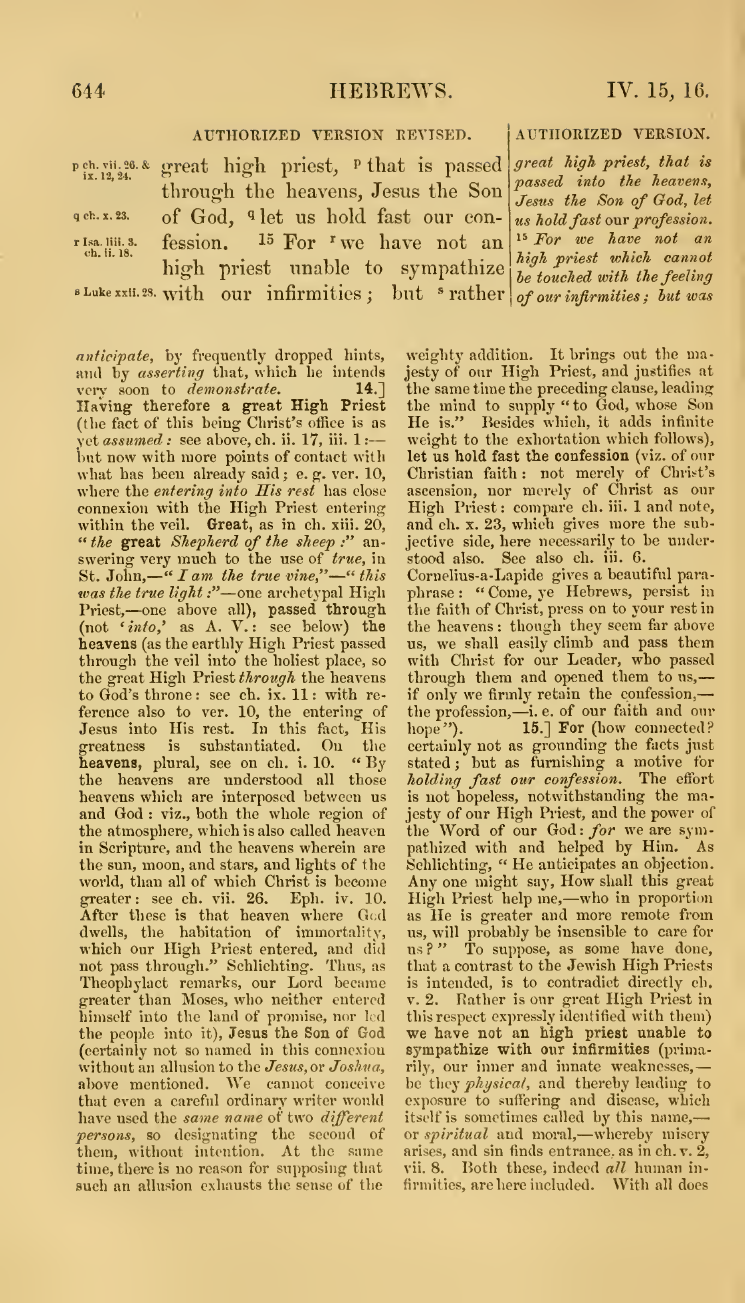 644
HEBREWS.
IV. 15, 16.
AUTHORIZED VERSION REVISED.
p ch. vii. 26. &
ix. 12, 24.
q ch. x. 23.
r Isa. liii. 3.
ch. ii. 18.
s Luke xxii. 28.
great high priest, p that is passed
through the heavens, Jesus the Son
of God, q let us hold fast our con-
fession. 15 For r we have not an
high priest unable to sympathize
with our infirmities ; but s rather
AUTHORIZED VERSION.
great high priest, that is
passed into the heavens,
Jesus the Son of God, let
us hold fast our profession.
15 For we have not an
high priest which cannot
be touched with the feeling
of our infirmities ; but was
anticipate, by frequently dropped hints,
and by asserting that, which he intends
very soon to demonstrate. 14.]
Having therefore a great High Priest
(the fact of this being Christ's office is as
yet assumed : see above, ch. ii. 17, iii. 1 :—
but now with more points of contact with
what has been already said ; e. g. ver. 10,
where the entering into His rest has close
connexion with the High Priest entering
within the veil. Great, as in ch. xiii. 20,
“ the great Shepherd of the sheep :” an-
swering very much to the use of true, in
St. John,—“ I am the true vine,”—“ this
was the true light :”—one archetypal High
Priest,—one above all), passed through
(not ‘ into,’ as A. V. : see below) the
heavens (as the earthly High Priest passed
through the veil into the holiest place, so
the great High Priest through the heavens
to God's throne : see ch. ix. 11 : with re-
ference also to ver. 10, the entering of
Jesus into His rest. In this fact, His
greatness is substantiated. On the
heavens, plural, see on ch. i. 10. “ By
the heavens are understood all those
heavens which are interposed between us
and God : viz., both the whole region of
the atmosphere, which is also called heaven
in Scripture, and the heavens wherein are
the sun, moon, and stars, and lights of the
world, than all of which Christ is become
greater : see ch. vii. 26. Eph. iv. 10.
After these is that heaven where God
dwells, the habitation of immortality,
which our High Priest entered, and did
not pass through.” Schlichting. Thus, as
Theophylact remarks, our Lord became
greater than Moses, who neither entered
himself into the land of promise, nor led
the people into it), Jesus the Son of God
(certainly not so named in this connexion
without an allusion to the Jesus, or Joshua,
above mentioned. We cannot conceive
that even a careful ordinary writer would
have used the same name of two different
persons, so designating the second of
them, without intention. At the same
time, there is no reason for supposing that
such an allusion exhausts the sense of the
weighty addition. It brings out the ma-
jesty of our High Priest, and justifies at
the same time the preceding clause, leading
the mind to supply “ to God, whose Son
He is.” Besides which, it adds infinite
weight to the exhortation which follows),
let us hold fast the confession (viz. of our
Christian faith : not merely of Christ's
ascension, nor merely of Christ as our
High Priest : compare ch. iii. 1 and note,
and ch. x. 23, which gives more the sub-
jective side, here necessarily to be under-
stood also. See also ch. iii. 6.
Cornelius-a-Lapide gives a beautiful para-
phrase : “ Come, ye Hebrews, persist in
the faith of Christ, press on to your rest in
the heavens : though they seem far above
us, we shall easily climb and pass them
with Christ for our Leader, who passed
through them and opened them to us,—
if only we firmly retain the confession,—
the profession,—i. e. of our faith and our
hope ”). 15.] For (how connected?
certainly not as grounding the facts just
stated ; but as furnishing a motive for
holding fast our confession. The effort
is not hopeless, notwithstanding the ma-
jesty of our High Priest, and the power of
the Word of our God : for we are sym-
pathized with and helped by Him. As
Schlichting, “ He anticipates an objection.
Any one might say, How shall this great
High Priest help me,—who in proportion
as He is greater and more remote from
us, will probably be insensible to care for
us ? ” To suppose, as some have done,
that a contrast to the Jewish High Priests
is intended, is to contradict directly ch.
v. 2. Rather is our great High Priest in
this respect expressly identified with them)
we have not an high priest unable to
sympathize with our infirmities (prima-
rily, our inner and innate weaknesses,—
be they physical, and thereby leading to
exposure to suffering and disease, which
itself is sometimes called by this name,—
or spiritual and moral,—whereby misery
arises, and sin finds entrance, as in ch. v. 2,
vii. 8. Both these, indeed all human in-
firmities, are here included. With all does